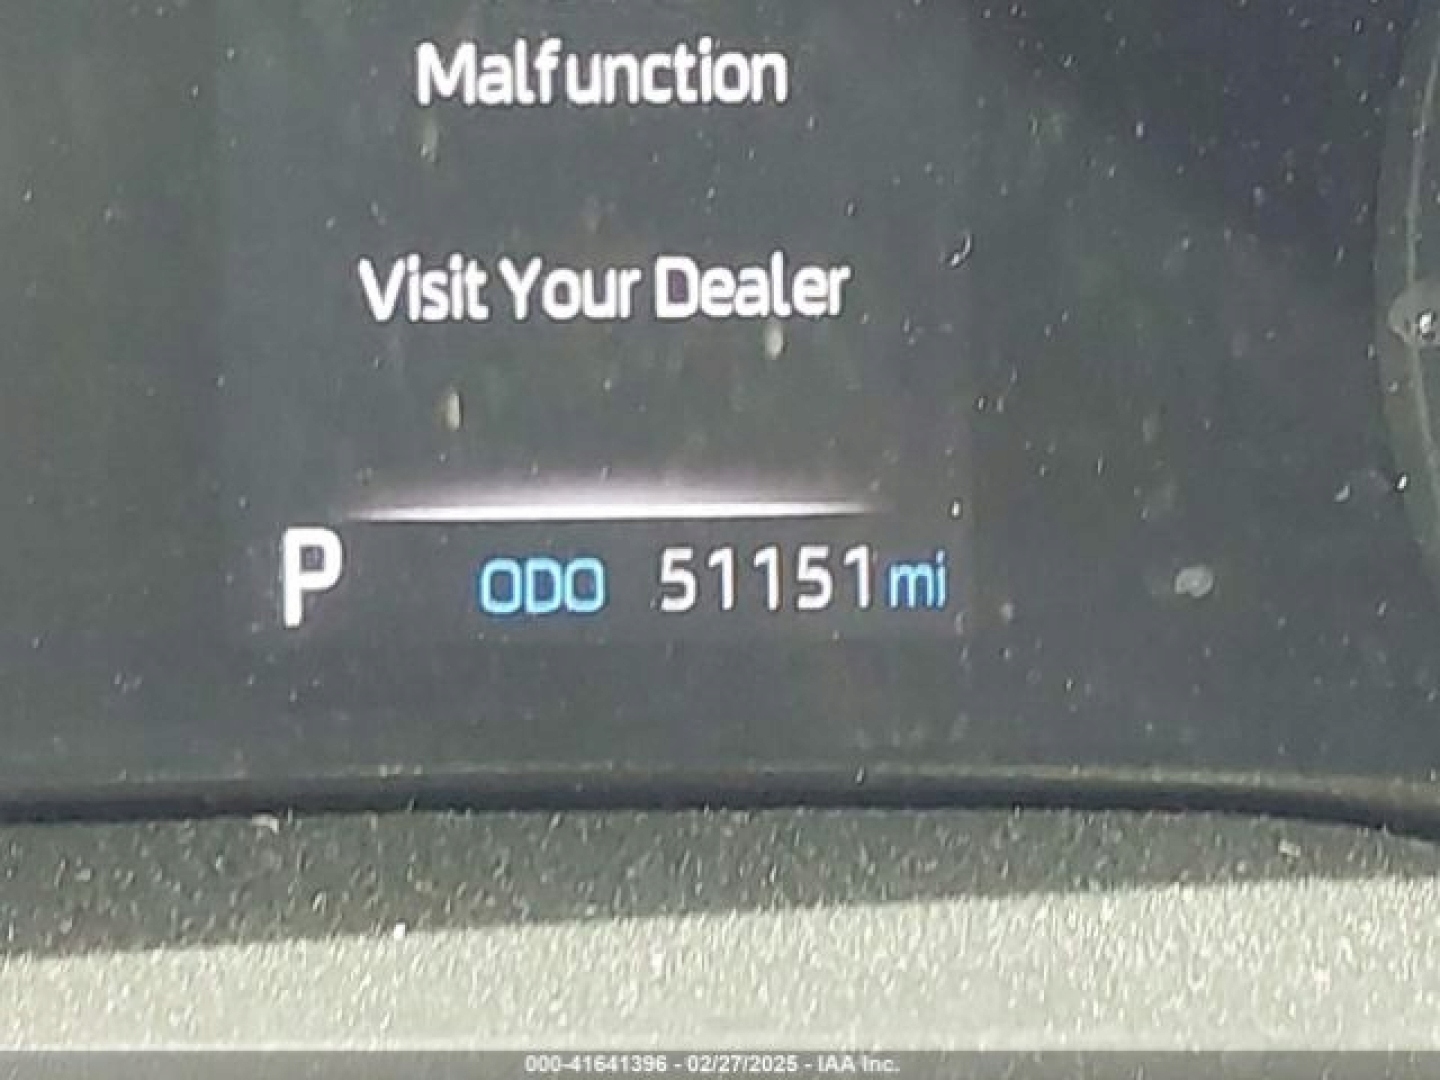 Malfunction
Visit Your Dealer
P ODO 51151 mi
000-41641396 - 02/27/2025 - IAA Inc.